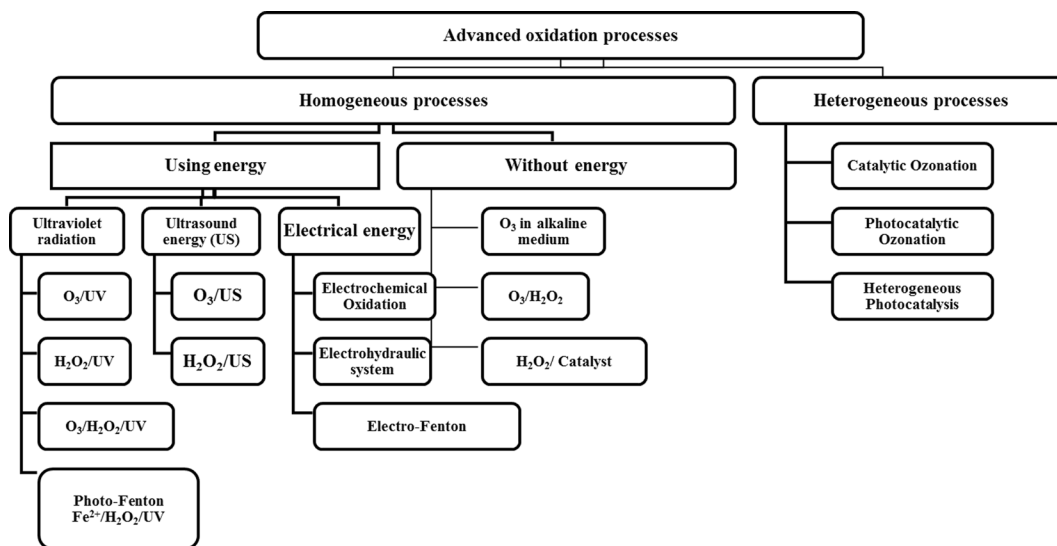 Advanced oxidation processes
Homogeneous processes
Heterogeneous processes
Using energy
Without energy
Catalytic Ozonation
Ultraviolet
radiation
Ultrasound
energy (US)
Electrical energy
O₃ in alkaline
medium
Photocatalytic
Ozonation
O₃/UV
O₃/US
Electrochemical
Oxidation
O₃/H₂O₂
Heterogeneous
Photocatalysis
H₂O₂/UV
H₂O₂/US
Electrohydraulic
system
H₂O₂/ Catalyst
O₃/H₂O₂/UV
Electro-Fenton
Photo-Fenton
Fe²⁺/H₂O₂/UV